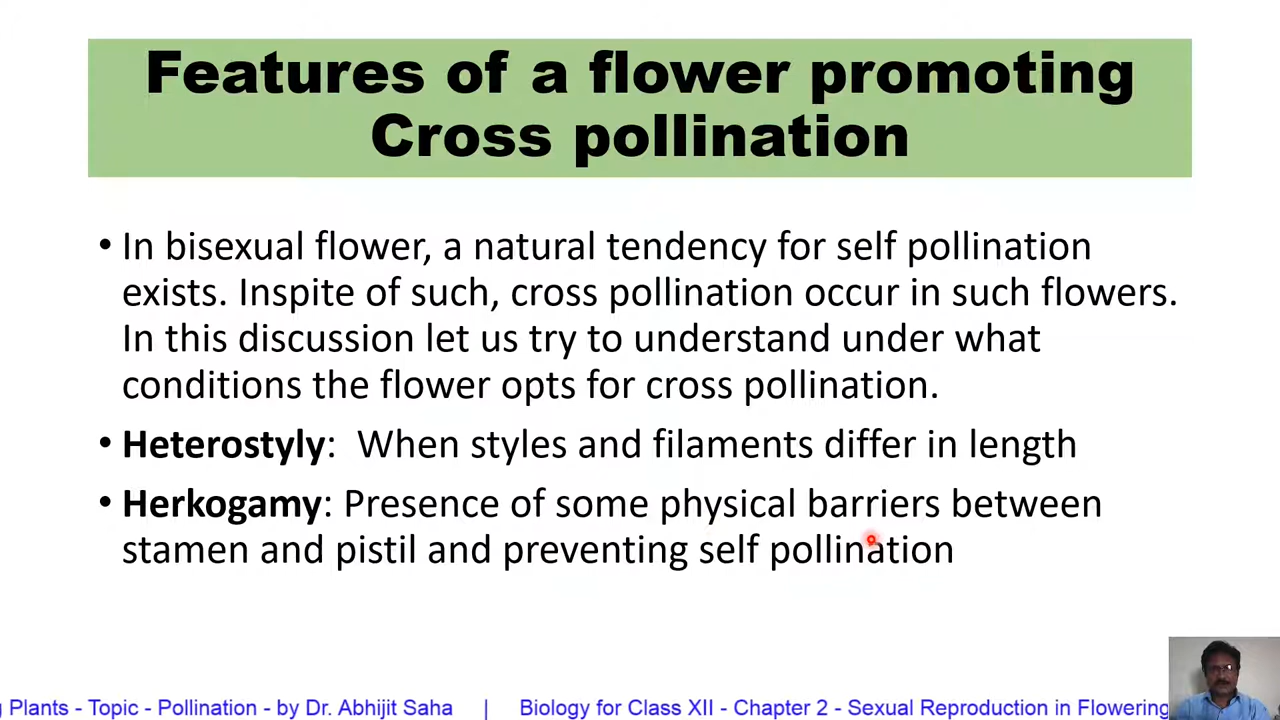 Features of a flower promoting
Cross pollination
• In bisexual flower, a natural tendency for self pollination
exists. Inspite of such, cross pollination occur in such flowers.
In this discussion let us try to understand under what
conditions the flower opts for cross pollination.
• Heterostyly:  When styles and filaments differ in length
• Herkogamy: Presence of some physical barriers between
stamen and pistil and preventing self pollination
g Plants - Topic - Pollination - by Dr. Abhijit Saha | Biology for Class XII - Chapter 2 - Sexual Reproduction in Flowering